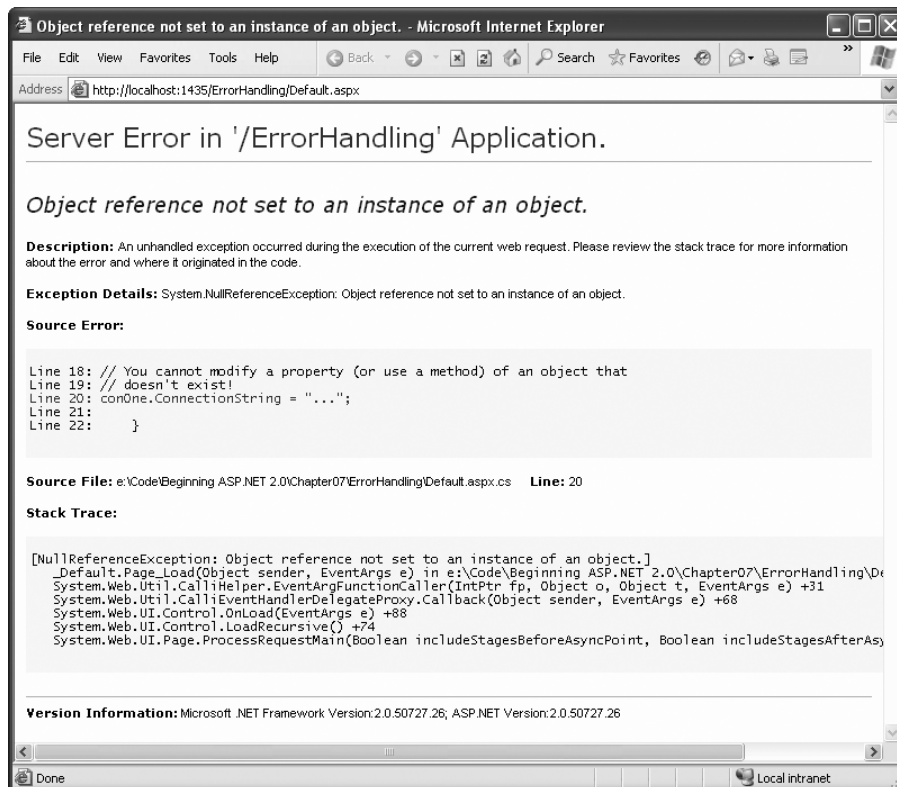 Object reference not set to an instance of an object. - Microsoft Internet Explorer
File Edit View Favorites Tools Help Back Search Favorites »
Address http://localhost:1435/ErrorHandling/Default.aspx
Server Error in '/ErrorHandling' Application.
Object reference not set to an instance of an object.
Description: An unhandled exception occurred during the execution of the current web request. Please review the stack trace for more information
about the error and where it originated in the code.
Exception Details: System.NullReferenceException: Object reference not set to an instance of an object.
Source Error:
Line 18: // You cannot modify a property (or use a method) of an object that
Line 19: // doesn't exist!
Line 20: conOne.ConnectionString = "...";
Line 21:
Line 22: }
Source File: e:\Code\Beginning ASP.NET 2.0\Chapter07\ErrorHandling\Default.aspx.cs Line: 20
Stack Trace:
[NullReferenceException: Object reference not set to an instance of an object.]
_Default.Page_Load(Object sender, EventArgs e) in e:\Code\Beginning ASP.NET 2.0\Chapter07\ErrorHandling\De
System.Web.Util.CalliHelper.EventArgFunctionCaller(IntPtr fp, Object o, Object t, EventArgs e) +31
System.Web.Util.CalliEventHandlerDelegateProxy.Callback(Object sender, EventArgs e) +68
System.Web.UI.Control.OnLoad(EventArgs e) +88
System.Web.UI.Control.LoadRecursive() +74
System.Web.UI.Page.ProcessRequestMain(Boolean includeStagesBeforeAsyncPoint, Boolean includeStagesAfterAsy
Version Information: Microsoft .NET Framework Version:2.0.50727.26; ASP.NET Version:2.0.50727.26
Done Local intranet